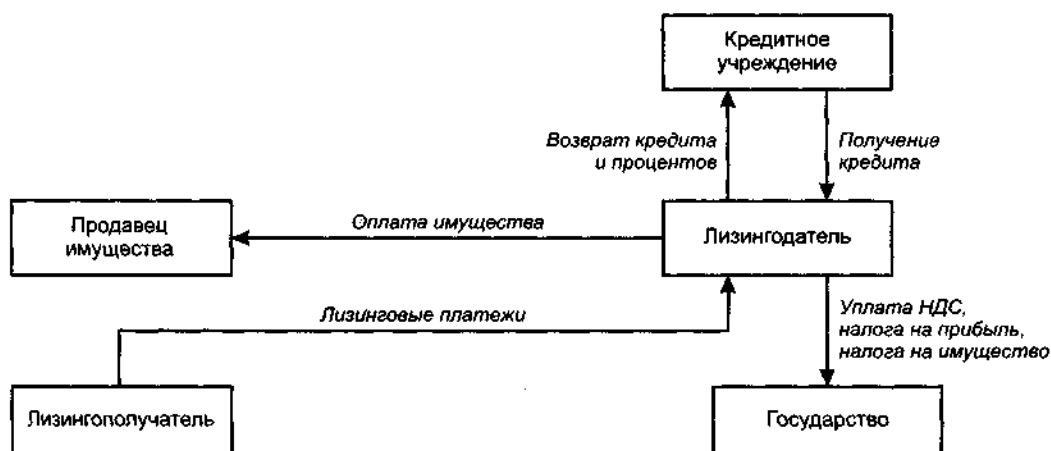 Кредитное
учреждение
Возврат кредита
и процентов
Получение
кредита
Продавец
имущества
Оплата имущества
Лизингодатель
Лизинговые платежи
Уплата НДС,
налога на прибыль,
налога на имущество
Лизингополучатель
Государство